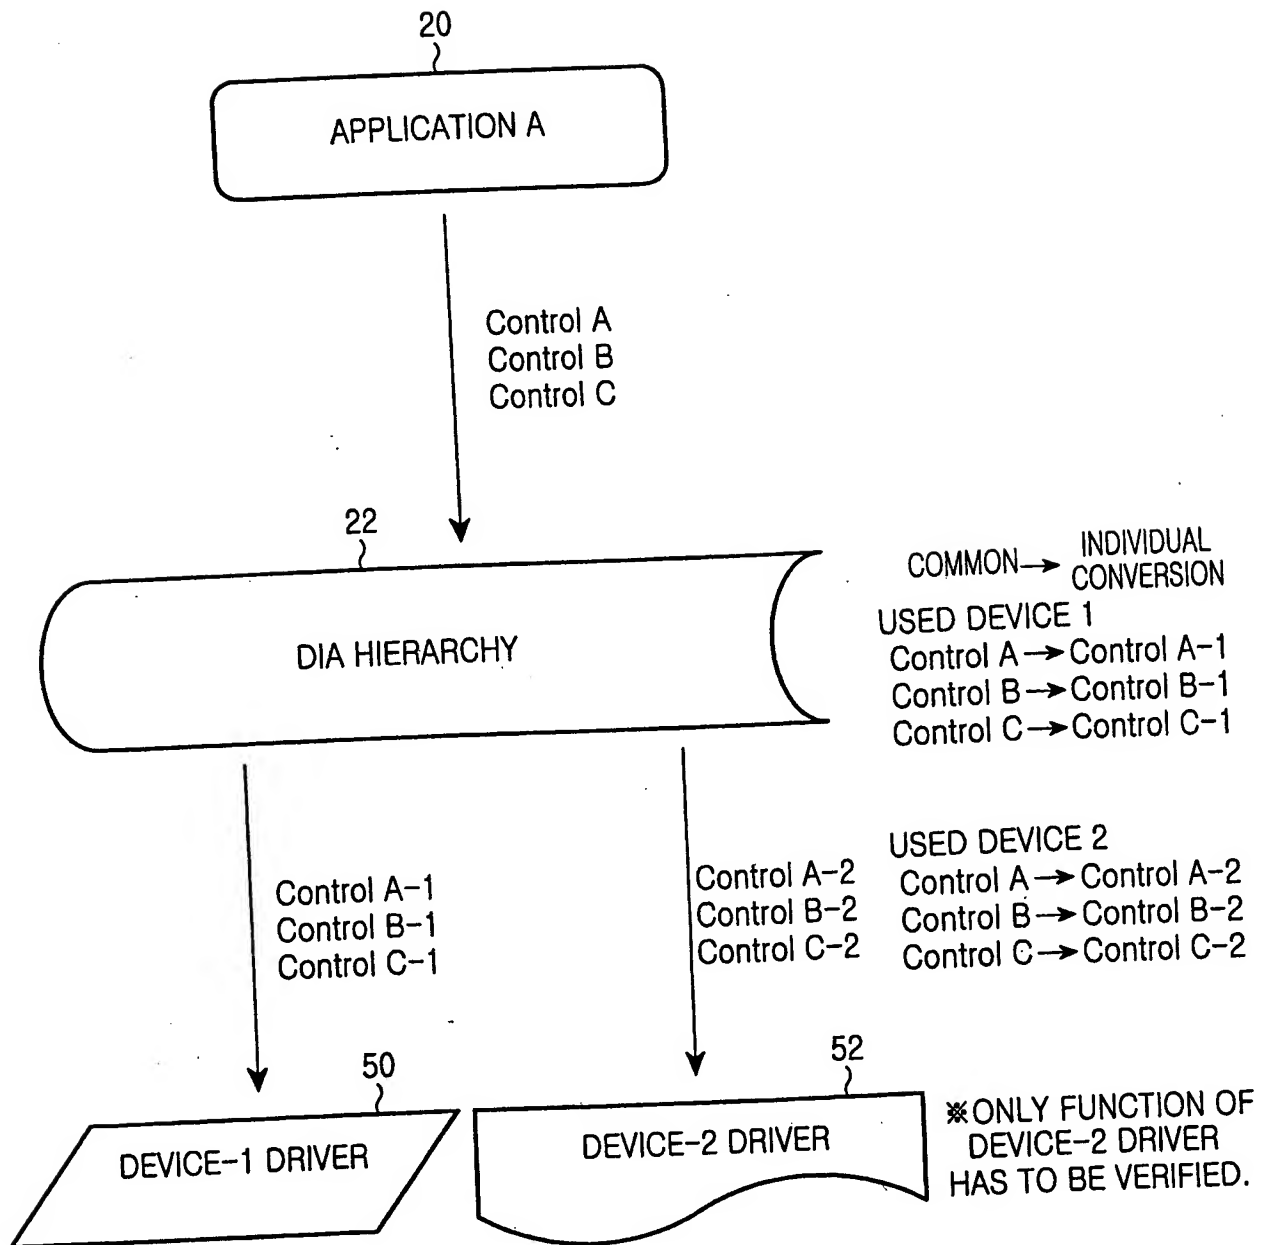 20
APPLICATION A
Control A
Control B
Control C
22
DIA HIERARCHY
COMMON→ INDIVIDUAL
CONVERSION
USED DEVICE 1
Control A→Control A-1
Control B→Control B-1
Control C→Control C-1
Control A-1
Control B-1
Control C-1
Control A-2
Control B-2
Control C-2
USED DEVICE 2
Control A→Control A-2
Control B→Control B-2
Control C→Control C-2
50
DEVICE-1 DRIVER
52
DEVICE-2 DRIVER
※ONLY FUNCTION OF
DEVICE-2 DRIVER
HAS TO BE VERIFIED.